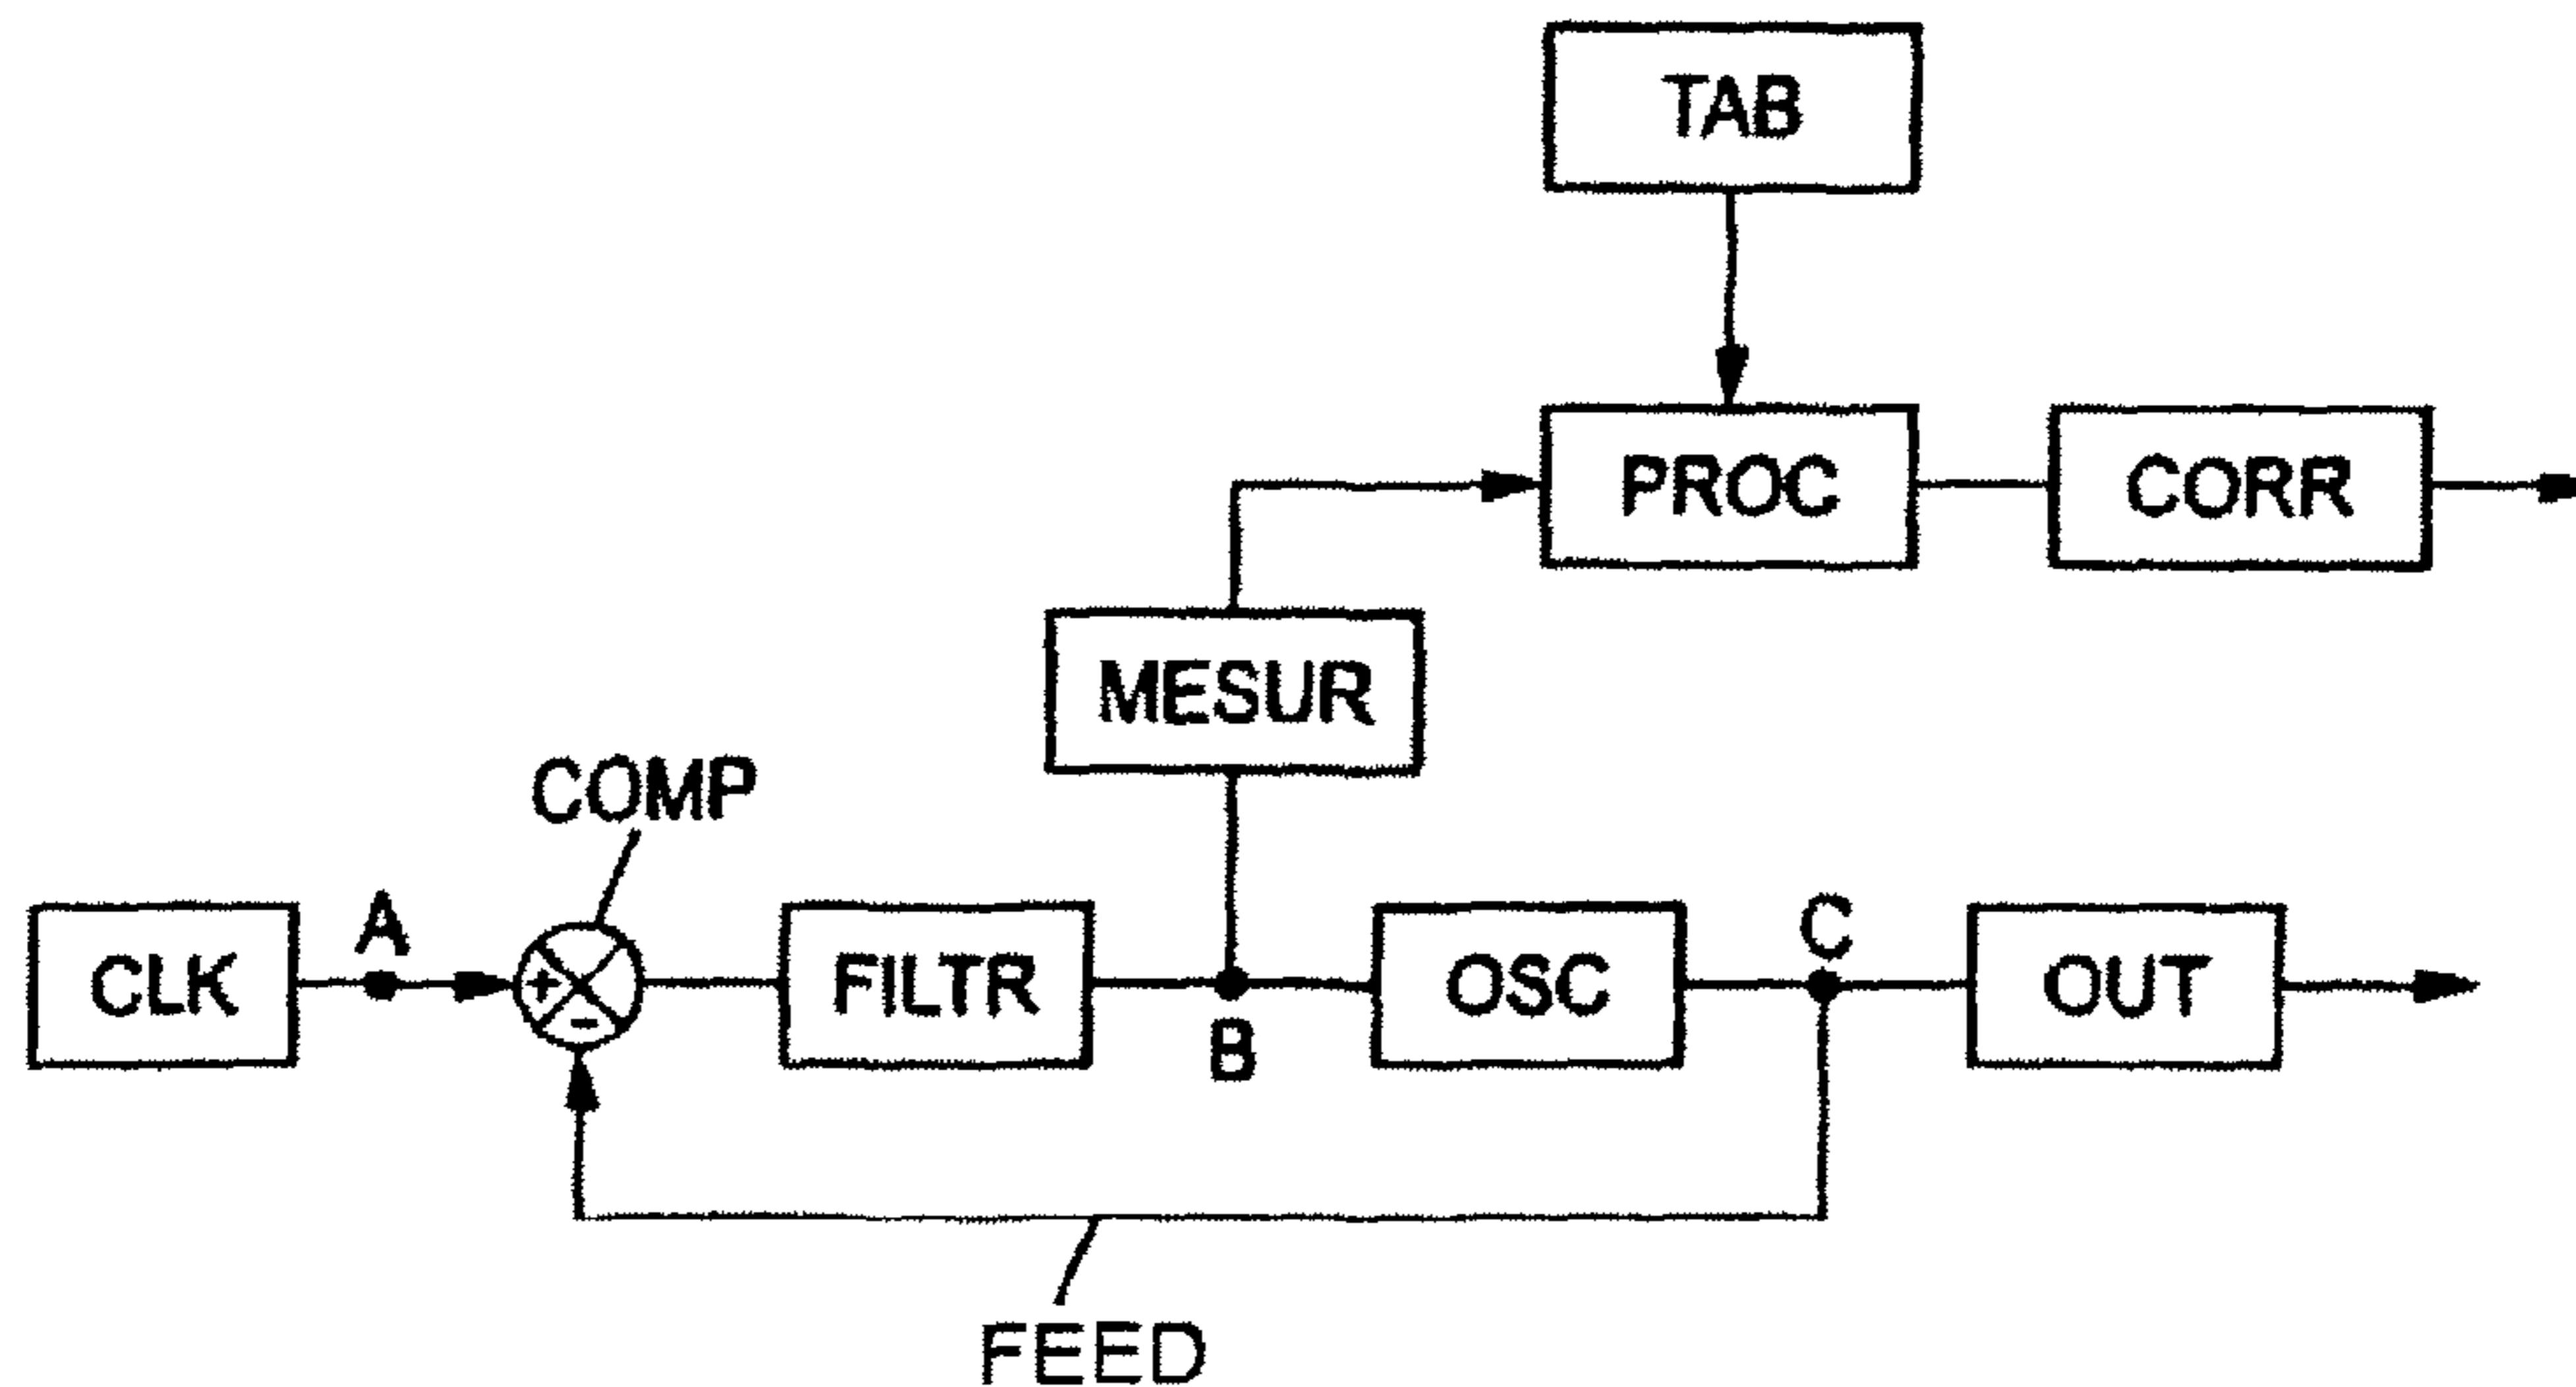 TAB
PROC
CORR
MESUR
COMP
CLK
A
+
-
FILTR
B
OSC
C
OUT
FEED